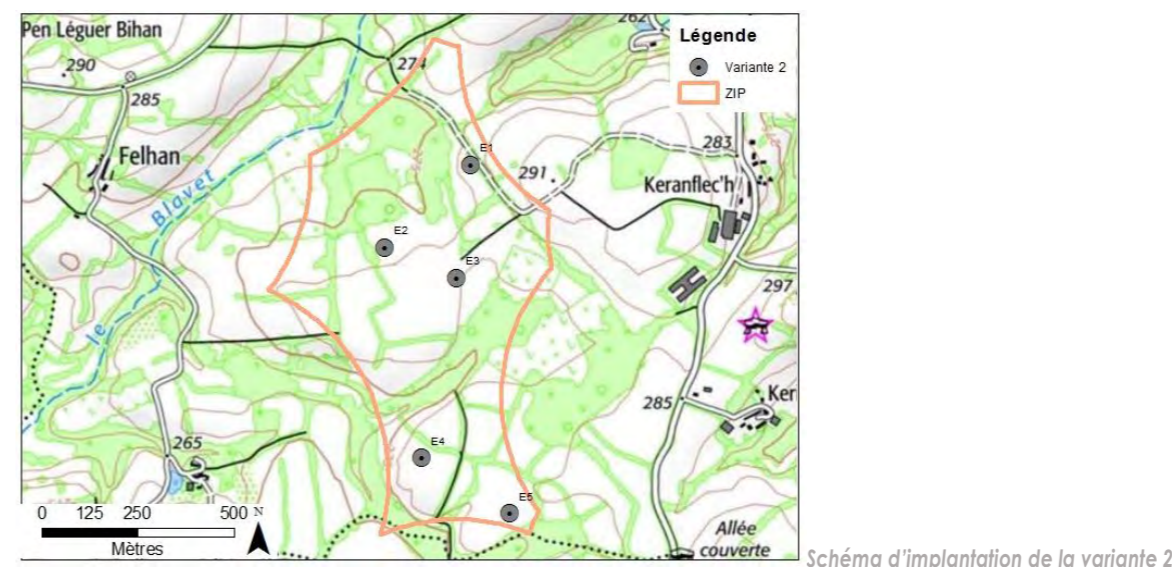 Pen Léguer Bihan
262
Légende
Variante 2
ZIP
290
274
285
Felhan
283
E1
291
Keranflec'h
le Blavet
E2
E3
297
Ker
285
E4
265
E5
0 125 250 500 N
Mètres
Allée
couverte
Schéma d'implantation de la variante 2